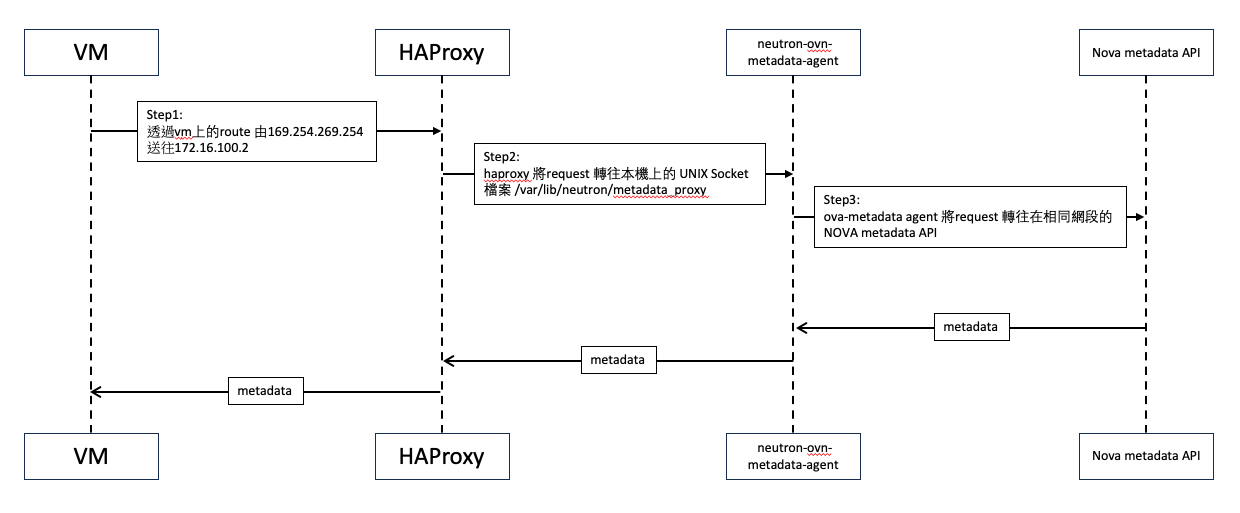 VM
HAProxy
neutron-ovn-
metadata-agent
Nova metadata API
Step1:
透過vm上的route 由169.254.269.254
送往172.16.100.2
Step2:
haproxy 將request 轉往本機上的 UNIX Socket
檔案 /var/lib/neutron/metadata_proxy
Step3:
ova-metadata agent 將request 轉往在相同網段的
NOVA metadata API
metadata
metadata
metadata
VM
HAProxy
neutron-ovn-
metadata-agent
Nova metadata API